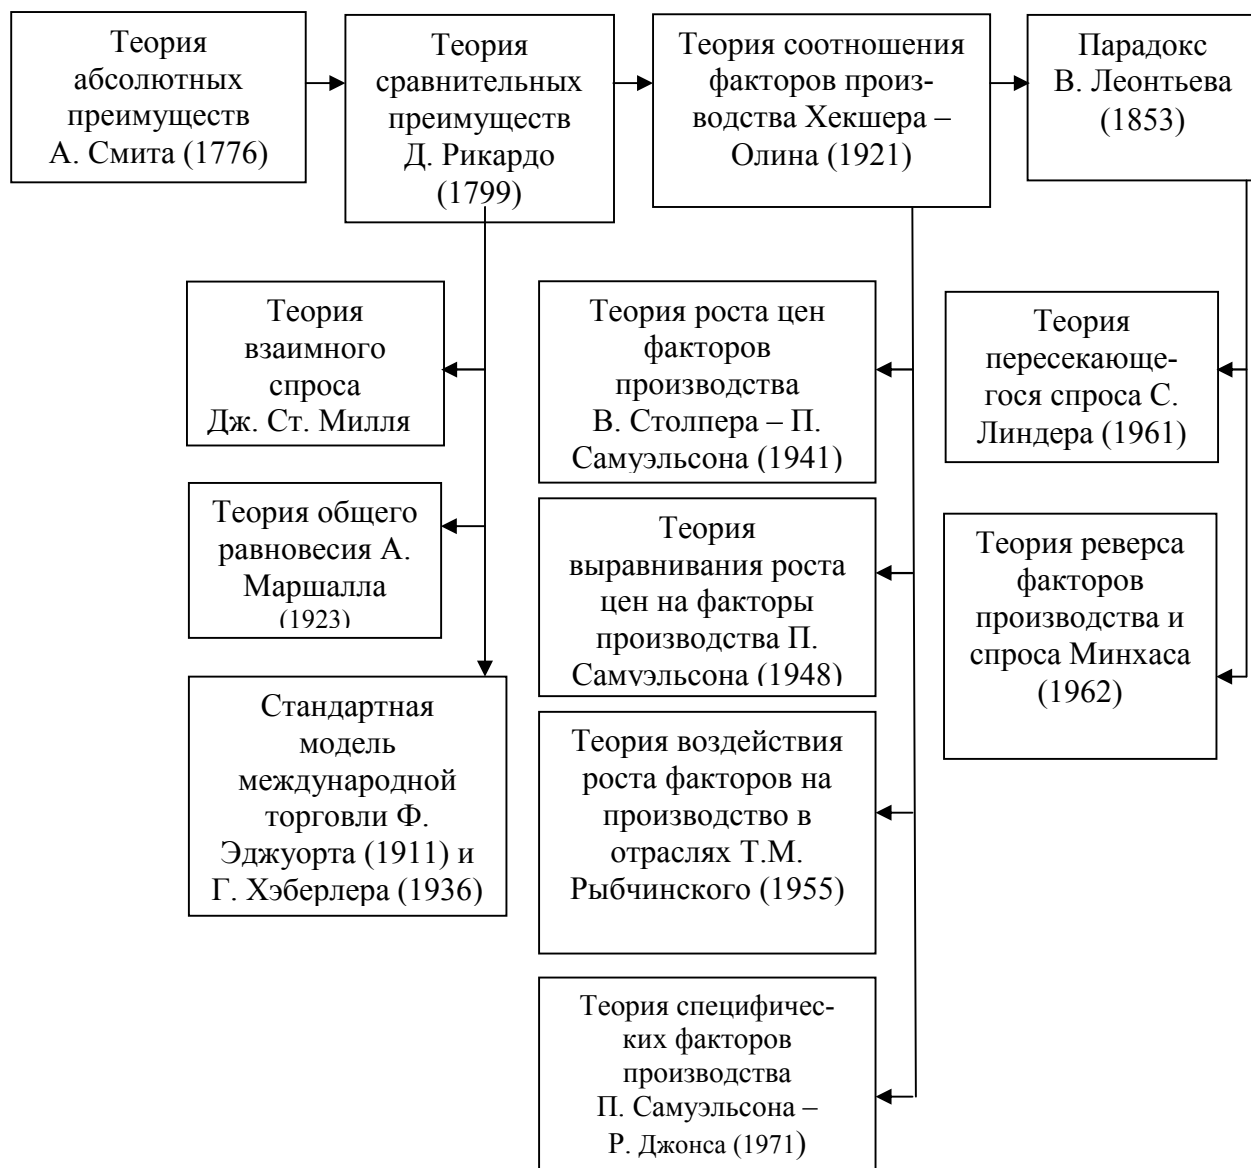 Теория
абсолютных
преимуществ
А. Смита (1776)
Теория
сравнительных
преимуществ
Д. Рикардо
(1799)
Теория соотношения
факторов произ-
водства Хекшера –
Олина (1921)
Парадокс
В. Леонтьева
(1853)
Теория
взаимного
спроса
Дж. Ст. Милля
Теория общего
равновесия А.
Маршалла
(1923)
Стандартная
модель
международной
торговли Ф.
Эджуорта (1911) и
Г. Хэберлера (1936)
Теория роста цен
факторов
производства
В. Столпера – П.
Самуэльсона (1941)
Теория
выравнивания роста
цен на факторы
производства П.
Самуэльсона (1948)
Теория воздействия
роста факторов на
производство в
отраслях Т.М.
Рыбчинского (1955)
Теория специфичес-
ких факторов
производства
П. Самуэльсона –
Р. Джонса (1971)
Теория
пересекающе-
гося спроса С.
Линдера (1961)
Теория реверса
факторов
производства и
спроса Минхаса
(1962)